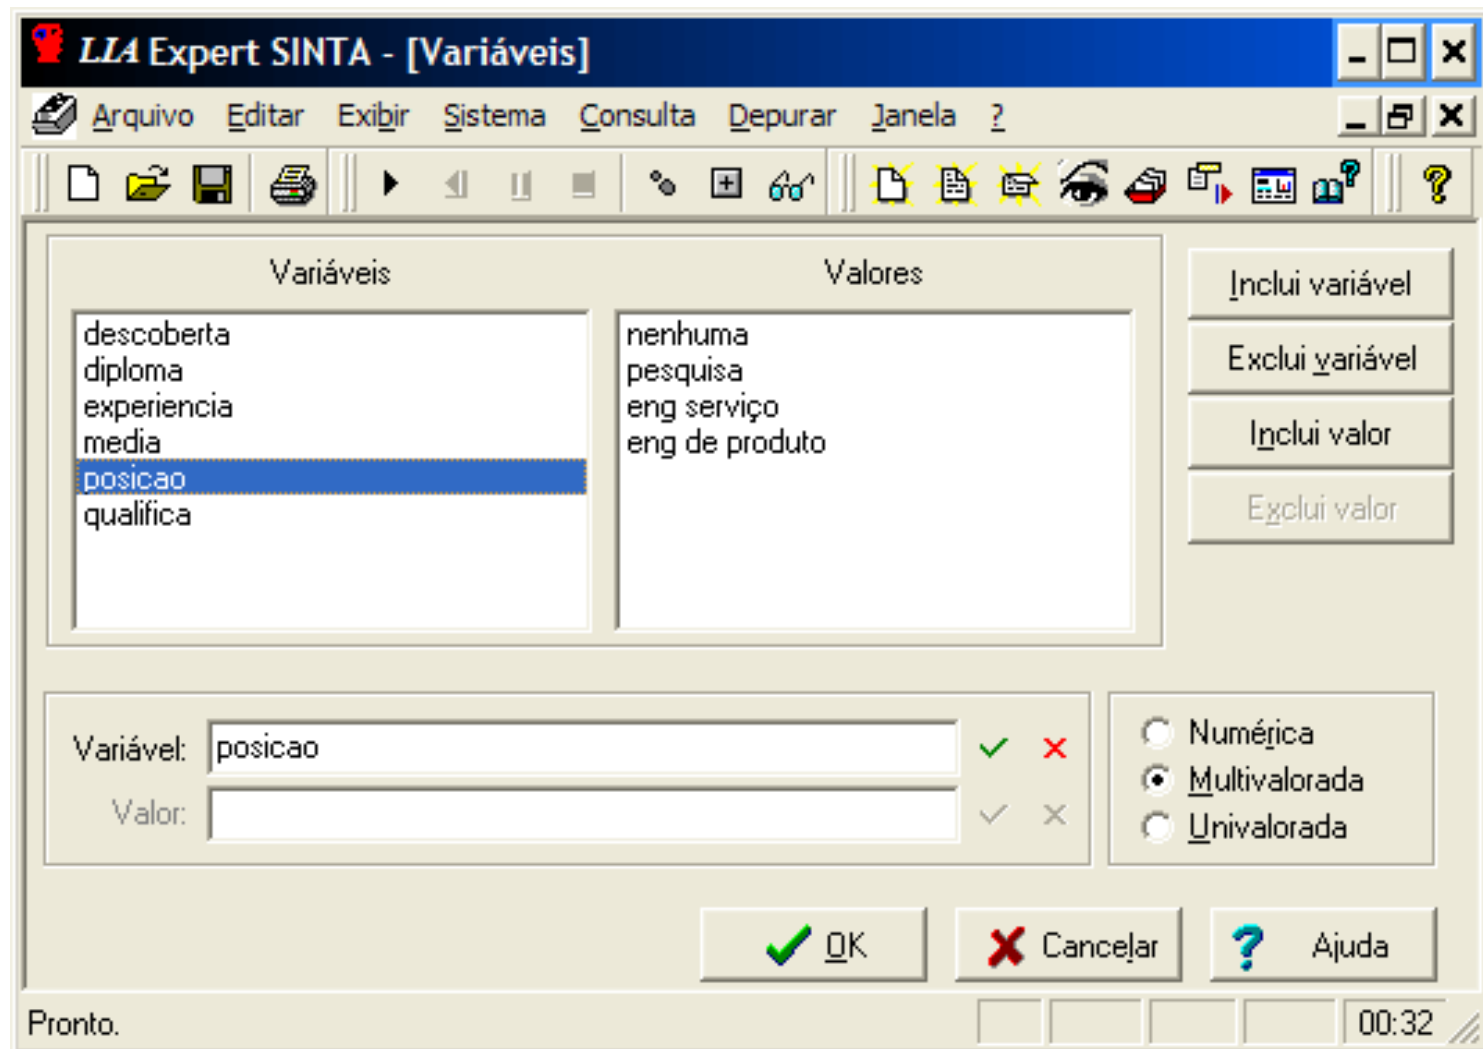 LIA Expert SINTA - [Variáveis]
Arquivo Editar Exibir Sistema Consulta Depurar Janela ?
Variáveis
descoberta
diploma
experiencia
media
posicao
qualifica
Valores
nenhuma
pesquisa
eng serviço
eng de produto
Inclui variável
Exclui variável
Inclui valor
Exclui valor
Variável: posicao
Valor:
Numérica
Multivalorada
Univalorada
OK Cancelar Ajuda
Pronto. 00:32